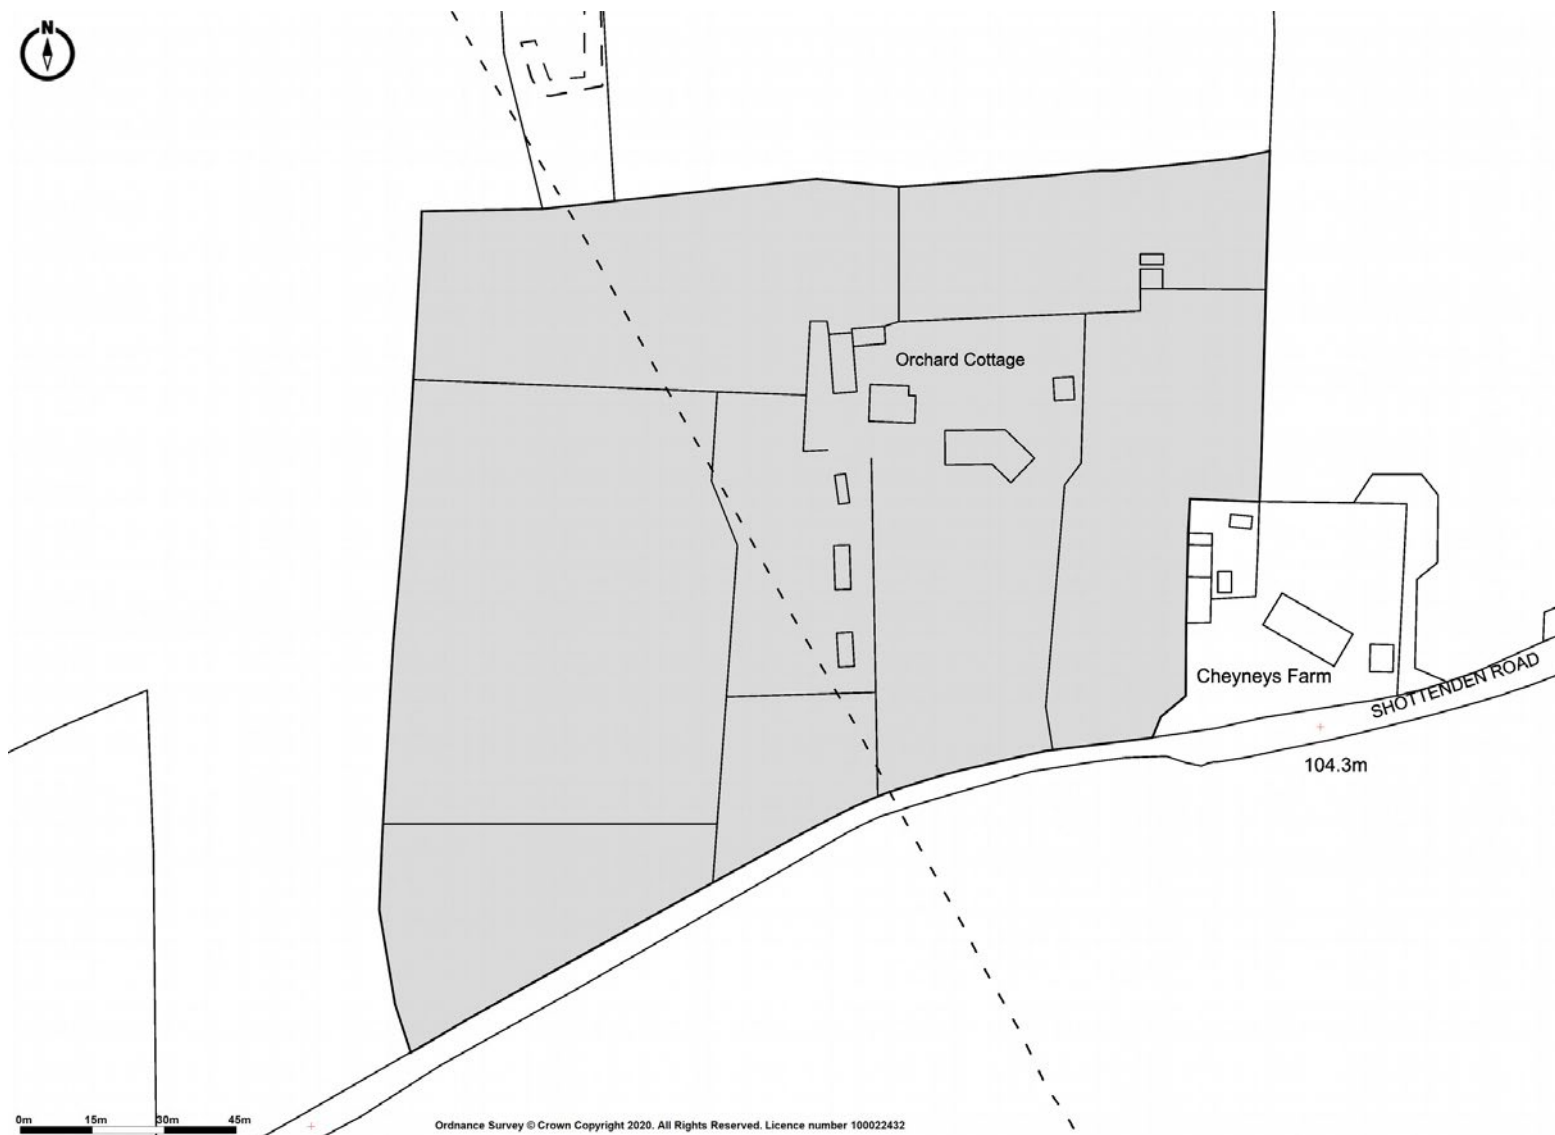 N
Orchard Cottage
Cheyneys Farm
SHOTTENDEN ROAD
104.3m
0m 15m 30m 45m
Ordnance Survey © Crown Copyright 2020. All Rights Reserved. Licence number 100022432